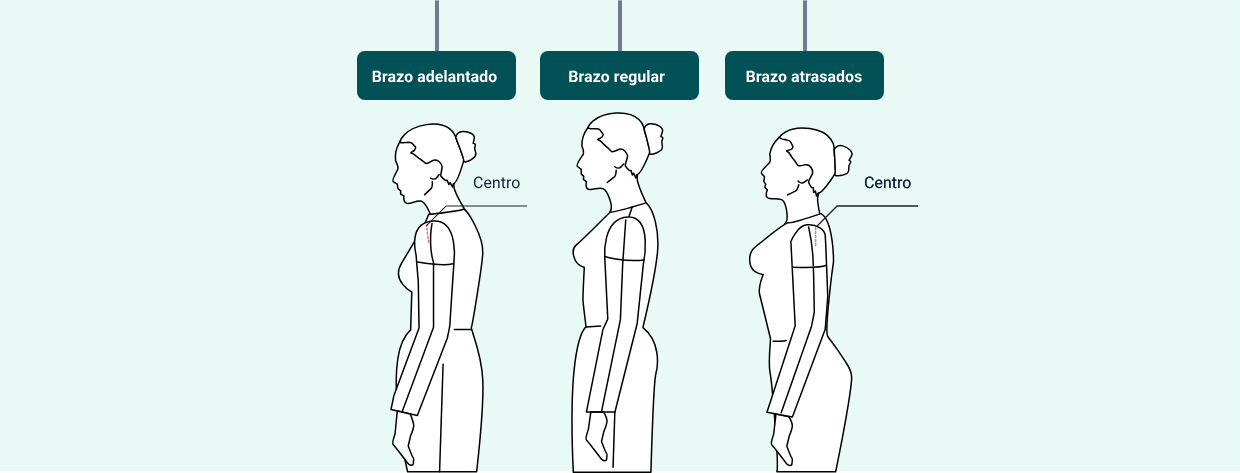 Brazo adelantado
Brazo regular
Brazo atrasados
Centro
Centro